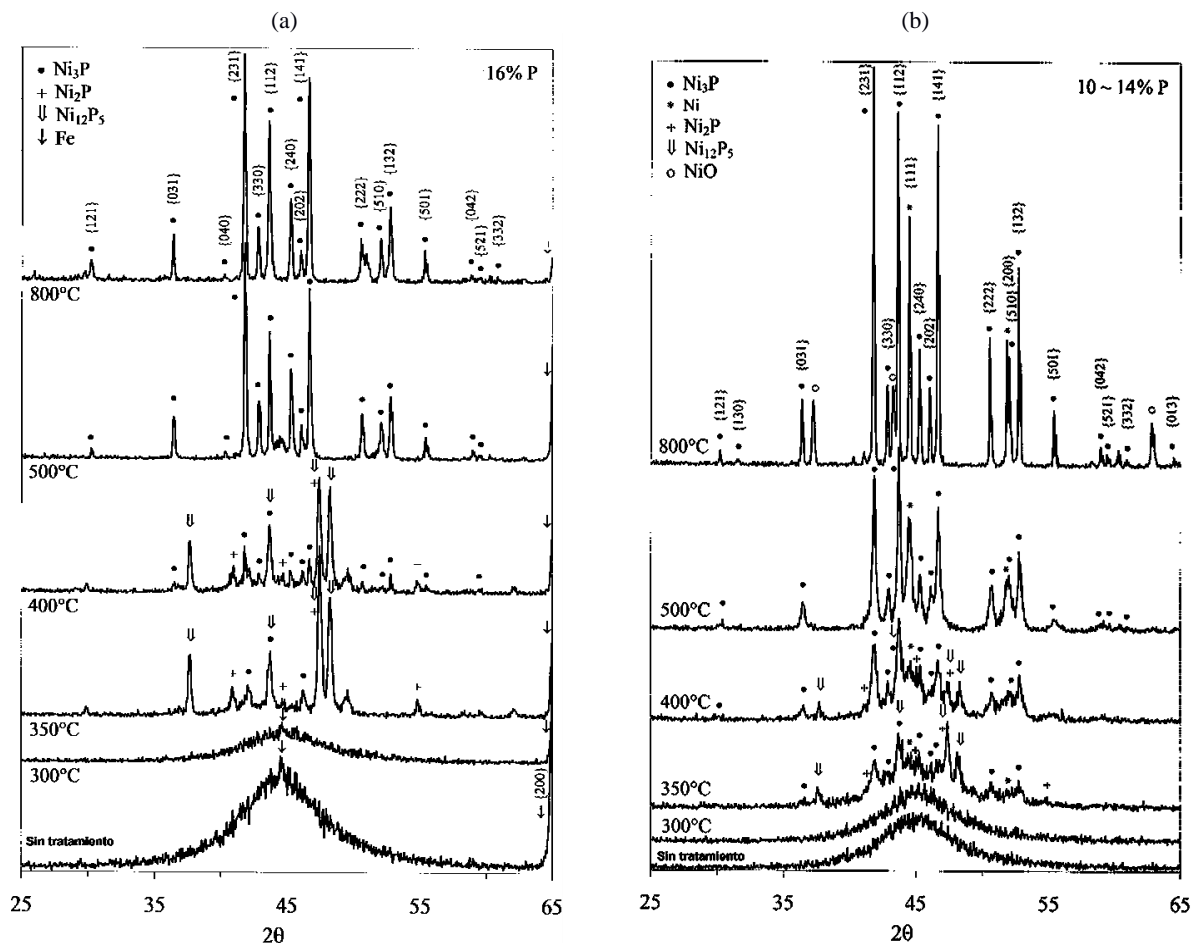 (a)
16% P
• Ni₃P
+ Ni₂P
⇓ Ni₁₂P₅
↓ Fe
{121}
{031}
{040}
{231}
{330}
{112}
{240}
{202}
{141}
{222}
{510}
{132}
{501}
{042}
{521}
{332}
800°C
500°C
400°C
350°C
300°C
{200}
Sin tratamiento
25 35 45 55 65
2θ
(b)
10 ~ 14% P
• Ni₃P
* Ni
+ Ni₂P
⇓ Ni₁₂P₅
o NiO
{121}
{130}
{031}
{231}
{330}
{112}
{111}
{240}
{202}
{141}
{222}
{200}
{510}
{132}
{501}
{042}
{521}
{332}
{013}
800°C
500°C
400°C
350°C
300°C
Sin tratamiento
25 35 45 55 65
2θ